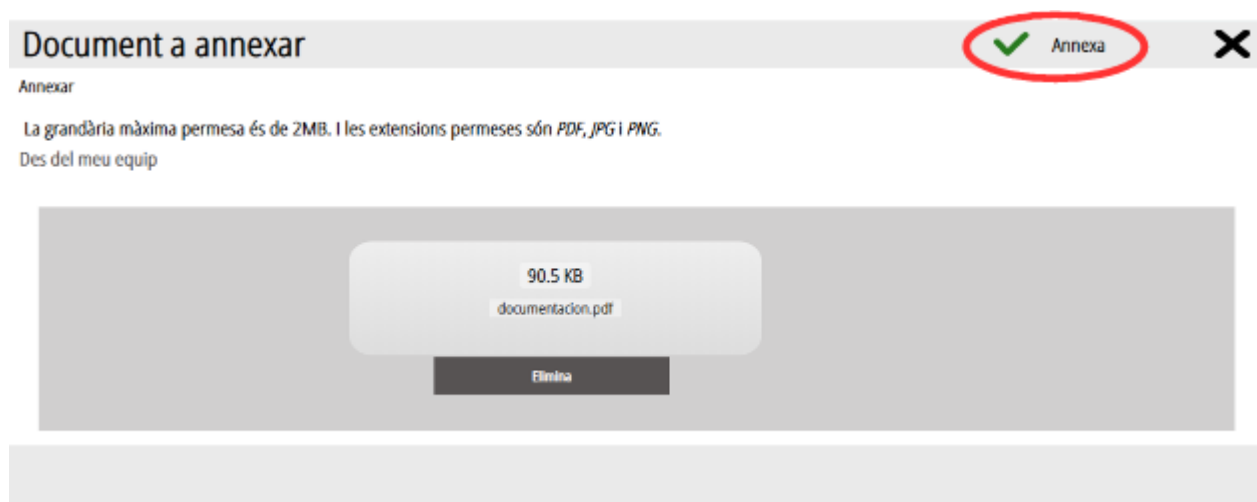 Document a annexar
Annexa
Annexar
La grandària màxima permesa és de 2MB. I les extensions permeses són PDF, JPG i PNG.
Des del meu equip
90.5 KB
documentacion.pdf
Elimina